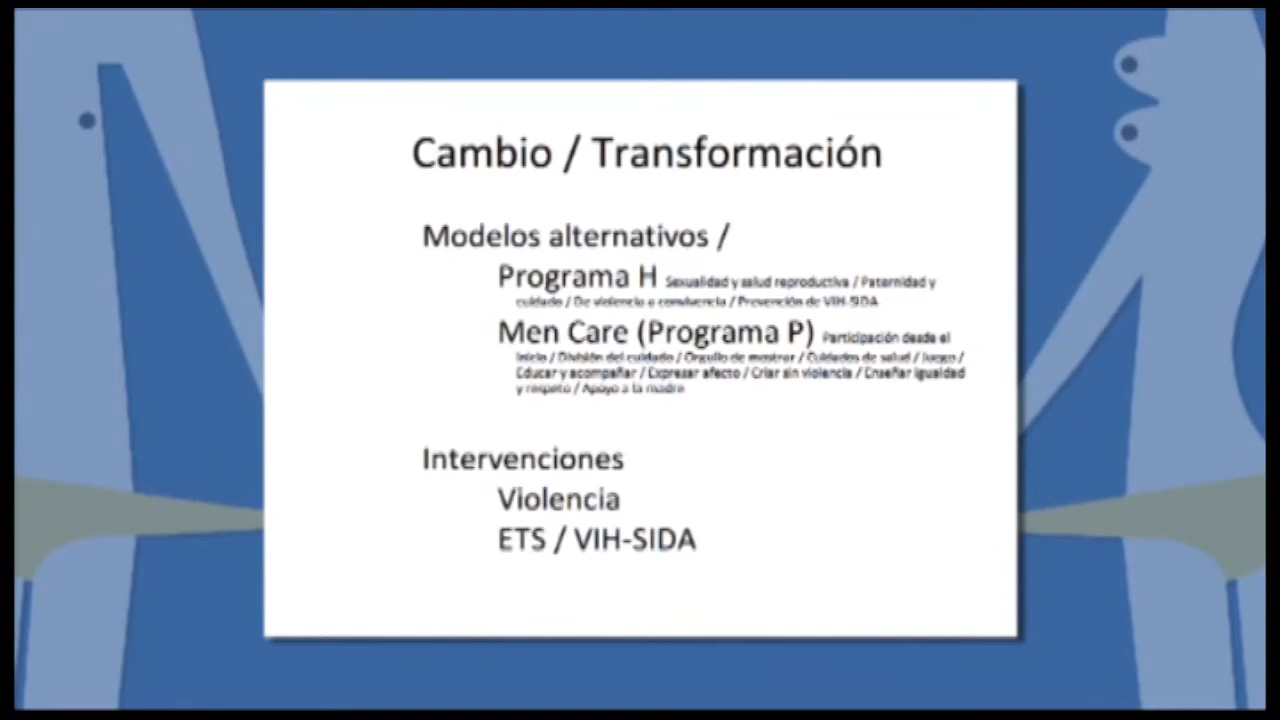 Cambio / Transformación
Modelos alternativos /
Programa H Sexualidad y salud reproductiva / Paternidad y
cuidado / De violencia a convivencia / Prevención de VIH-SIDA
Men Care (Programa P) Participación desde el
inicio / División del cuidado / Orgullo de mostrar / Cuidados de salud / Juego /
Educar y acompañar / Expresar afecto / Criar sin violencia / Enseñar igualdad
y respeto / Apoyo a la madre
Intervenciones
Violencia
ETS / VIH-SIDA